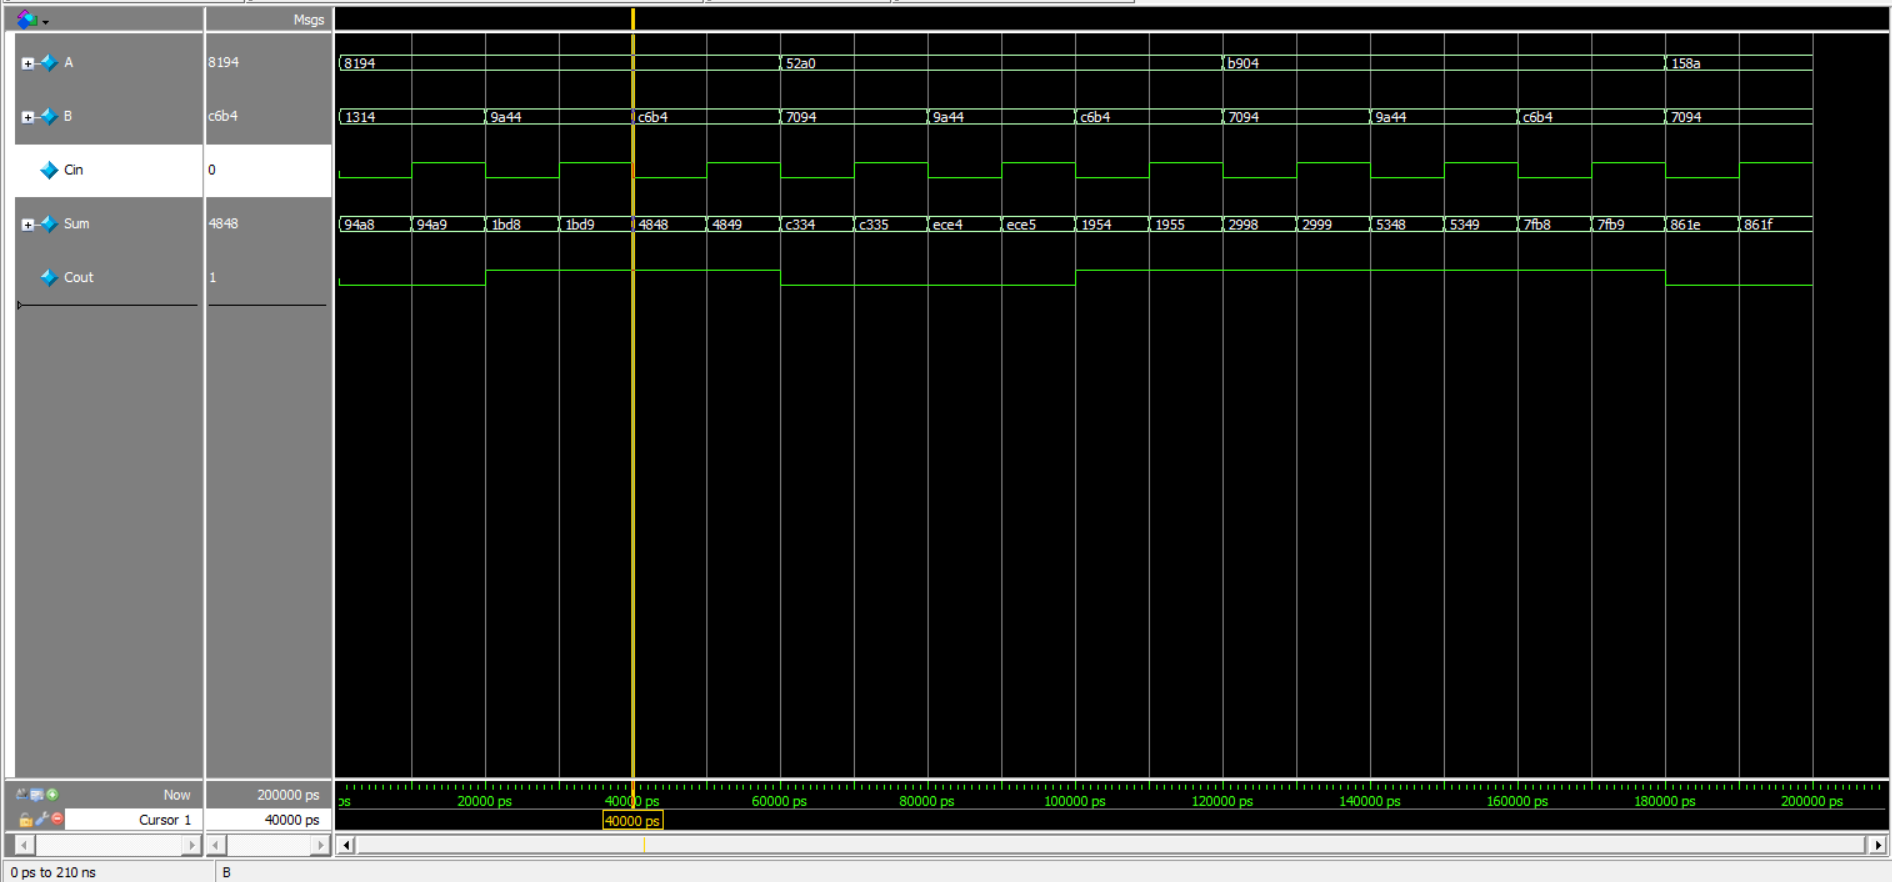 Msgs
A 8194 8194 52a0 b904 158a
B c6b4 1314 9a44 c6b4 7094 9a44 c6b4 7094 9a44 c6b4 7094
Cin 0
Sum 4848 94a8 94a9 1bd8 1bd9 4848 4849 c334 c335 ece4 ece5 1954 1955 2998 2999 5348 5349 7fb8 7fb9 861e 861f
Cout 1
Now 200000 ps ps 20000 ps 40000 ps 60000 ps 80000 ps 100000 ps 120000 ps 140000 ps 160000 ps 180000 ps 200000 ps
Cursor 1 40000 ps 40000 ps
0 ps to 210 ns B